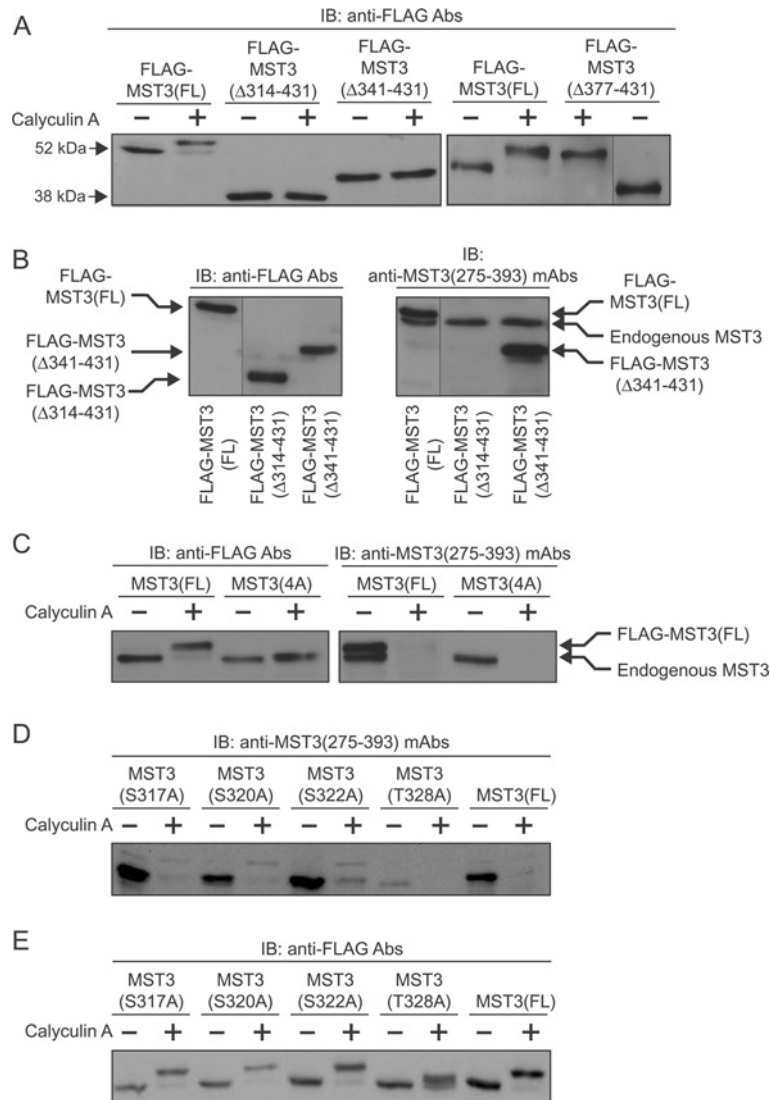 A
IB: anti-FLAG Abs
FLAG-
MST3(FL)
FLAG-
MST3
(Δ314-431)
FLAG-
MST3
(Δ341-431)
FLAG-
MST3(FL)
FLAG-
MST3
(Δ377-431)
Calyculin A − + − + − + − + + −
52 kDa
38 kDa
B
IB: anti-FLAG Abs
IB:
anti-MST3(275-393) mAbs
FLAG-
MST3(FL)
FLAG-MST3
(Δ341-431)
FLAG-MST3
(Δ314-431)
FLAG-
MST3(FL)
Endogenous MST3
FLAG-MST3
(Δ341-431)
FLAG-MST3
(FL)
FLAG-MST3
(Δ314-431)
FLAG-MST3
(Δ341-431)
FLAG-MST3
(FL)
FLAG-MST3
(Δ314-431)
FLAG-MST3
(Δ341-431)
C
IB: anti-FLAG Abs
IB: anti-MST3(275-393) mAbs
MST3(FL) MST3(4A) MST3(FL) MST3(4A)
Calyculin A − + − + − + − +
FLAG-MST3(FL)
Endogenous MST3
D
IB: anti-MST3(275-393) mAbs
MST3
(S317A)
MST3
(S320A)
MST3
(S322A)
MST3
(T328A)
MST3(FL)
Calyculin A − + − + − + − + − +
E
IB: anti-FLAG Abs
MST3
(S317A)
MST3
(S320A)
MST3
(S322A)
MST3
(T328A)
MST3(FL)
Calyculin A − + − + − + − + − +